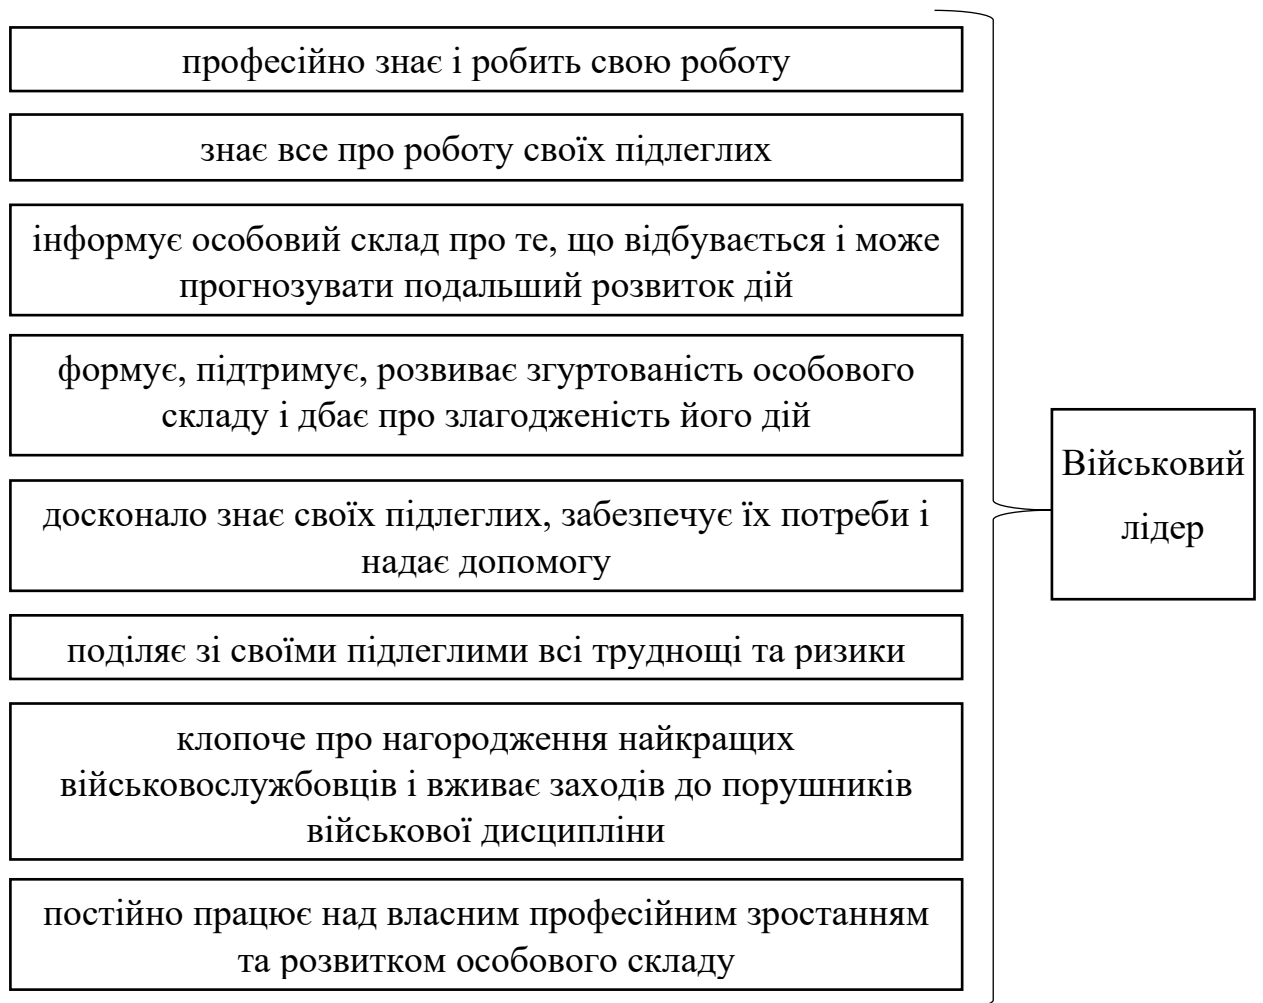 професійно знає і робить свою роботу
знає все про роботу своїх підлеглих
інформує особовий склад про те, що відбувається і може
прогнозувати подальший розвиток дій
формує, підтримує, розвиває згуртованість особового
складу і дбає про злагодженість його дій
досконало знає своїх підлеглих, забезпечує їх потреби і
надає допомогу
поділяє зі своїми підлеглими всі труднощі та ризики
клопоче про нагородження найкращих
військовослужбовців і вживає заходів до порушників
військової дисципліни
постійно працює над власним професійним зростанням
та розвитком особового складу
Військовий
лідер